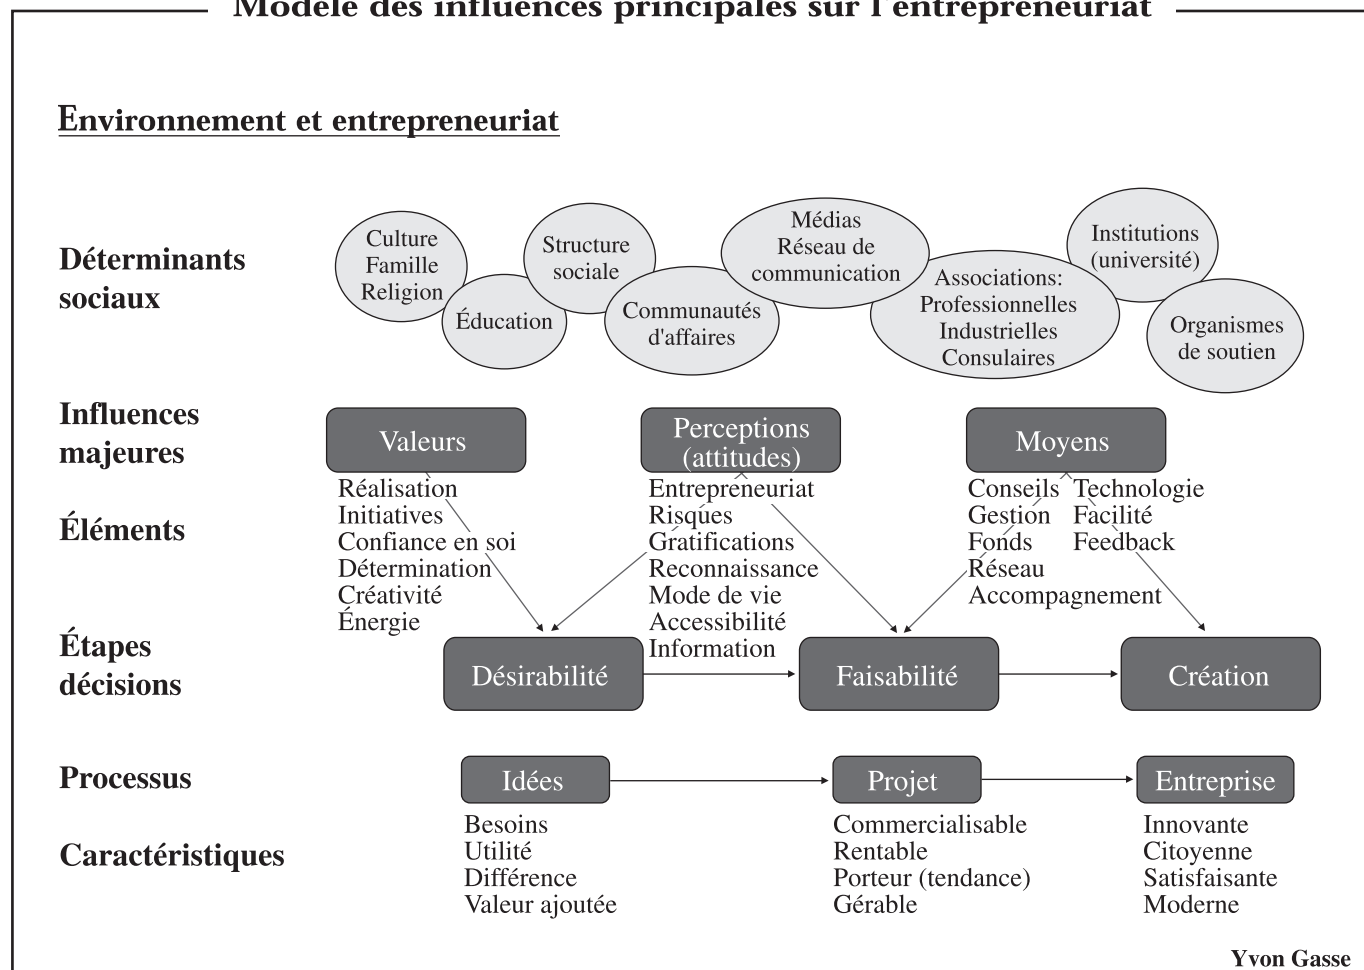 Modèle des influences principales sur l'entrepreneuriat
Environnement et entrepreneuriat
Déterminants
sociaux
Culture
Famille
Religion
Éducation
Structure
sociale
Communautés
d'affaires
Médias
Réseau de
communication
Associations:
Professionnelles
Industrielles
Consulaires
Institutions
(université)
Organismes
de soutien
Influences
majeures
Valeurs
Perceptions
(attitudes)
Moyens
Éléments
Réalisation
Initiatives
Confiance en soi
Détermination
Créativité
Énergie
Entrepreneuriat
Risques
Gratifications
Reconnaissance
Mode de vie
Accessibilité
Information
Conseils
Gestion
Fonds
Réseau
Accompagnement
Technologie
Facilité
Feedback
Étapes
décisions
Désirabilité
Faisabilité
Création
Processus
Idées
Projet
Entreprise
Caractéristiques
Besoins
Utilité
Différence
Valeur ajoutée
Commercialisable
Rentable
Porteur (tendance)
Gérable
Innovante
Citoyenne
Satisfaisante
Moderne
Yvon Gasse